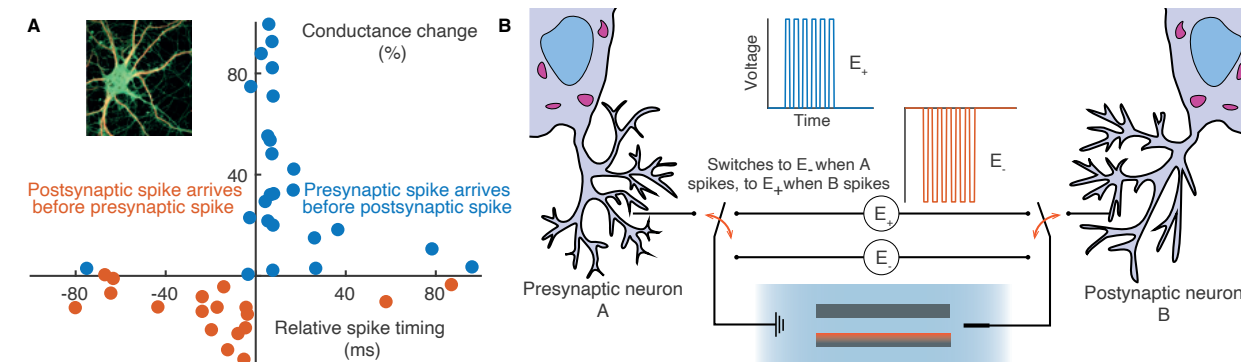 A
Conductance change
(%)
80
40
Postsynaptic spike arrives
before presynaptic spike
Presynaptic spike arrives
before postsynaptic spike
-80
-40
40
80
Relative spike timing
(ms)
B
Voltage
Time
E+
E-
Switches to E- when A
spikes, to E+ when B spikes
E+
E-
Presynaptic neuron
A
Postynaptic neuron
B